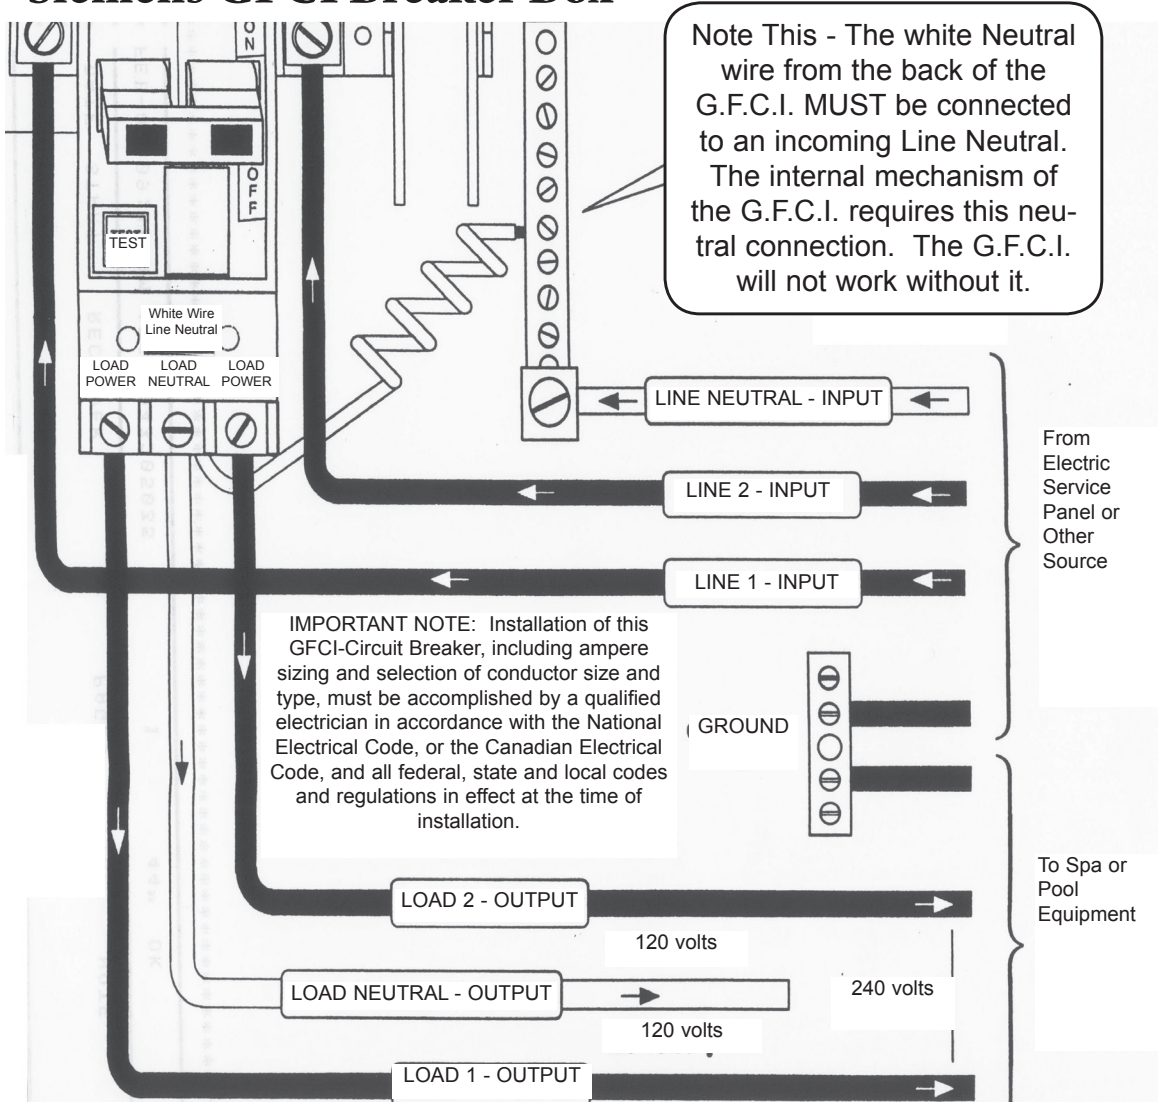 Siemens GFCI Breaker Box
Note This - The white Neutral
wire from the back of the
G.F.C.I. MUST be connected
to an incoming Line Neutral.
The internal mechanism of
the G.F.C.I. requires this neu-
tral connection. The G.F.C.I.
will not work without it.
ON
OFF
TEST
White Wire
Line Neutral
LOAD
POWER
LOAD
NEUTRAL
LOAD
POWER
LINE NEUTRAL - INPUT
LINE 2 - INPUT
LINE 1 - INPUT
From
Electric
Service
Panel or
Other
Source
IMPORTANT NOTE: Installation of this
GFCI-Circuit Breaker, including ampere
sizing and selection of conductor size and
type, must be accomplished by a qualified
electrician in accordance with the National
Electrical Code, or the Canadian Electrical
Code, and all federal, state and local codes
and regulations in effect at the time of
installation.
GROUND
To Spa or
Pool
Equipment
LOAD 2 - OUTPUT
120 volts
LOAD NEUTRAL - OUTPUT
240 volts
120 volts
LOAD 1 - OUTPUT